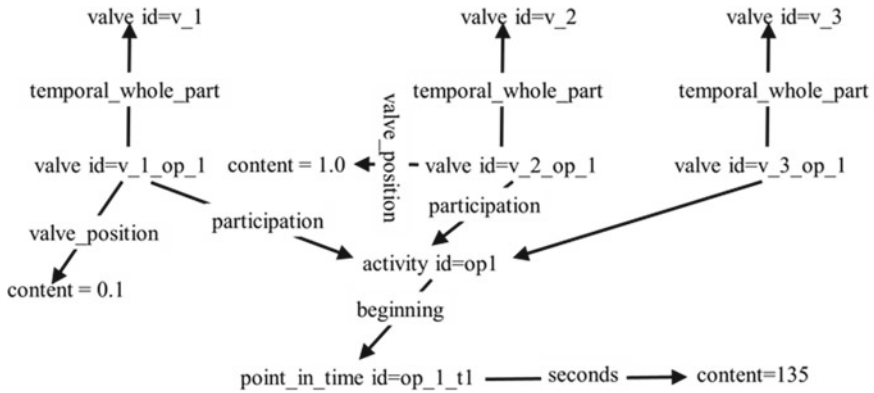 valve id=v_1
valve id=v_2
valve id=v_3
temporal_whole_part
temporal_whole_part
temporal_whole_part
valve_position
valve id=v_1_op_1
content = 1.0
valve id=v_2_op_1
valve id=v_3_op_1
participation
participation
valve_position
activity id=op1
content = 0.1
beginning
point_in_time id=op_1_t1
seconds
content=135